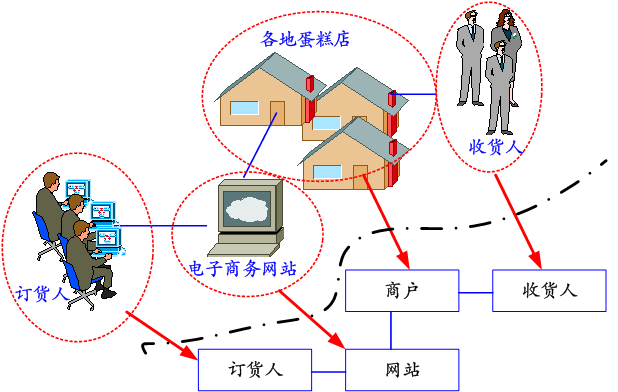 各地蛋糕店
收货人
电子商务网站
订货人
商户
收货人
订货人
网站